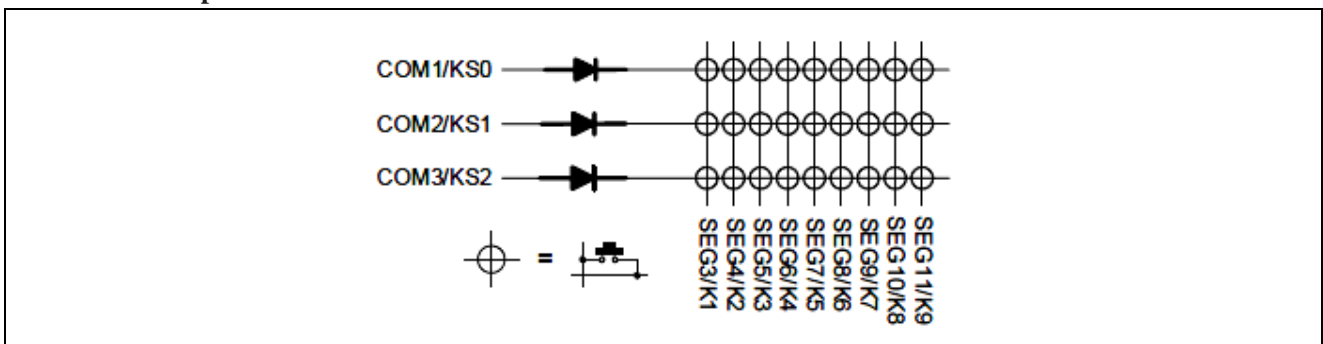 COM1/KS0
COM2/KS1
COM3/KS2
=
SEG3/K1
SEG4/K2
SEG5/K3
SEG6/K4
SEG7/K5
SEG8/K6
SEG9/K7
SEG10/K8
SEG11/K9